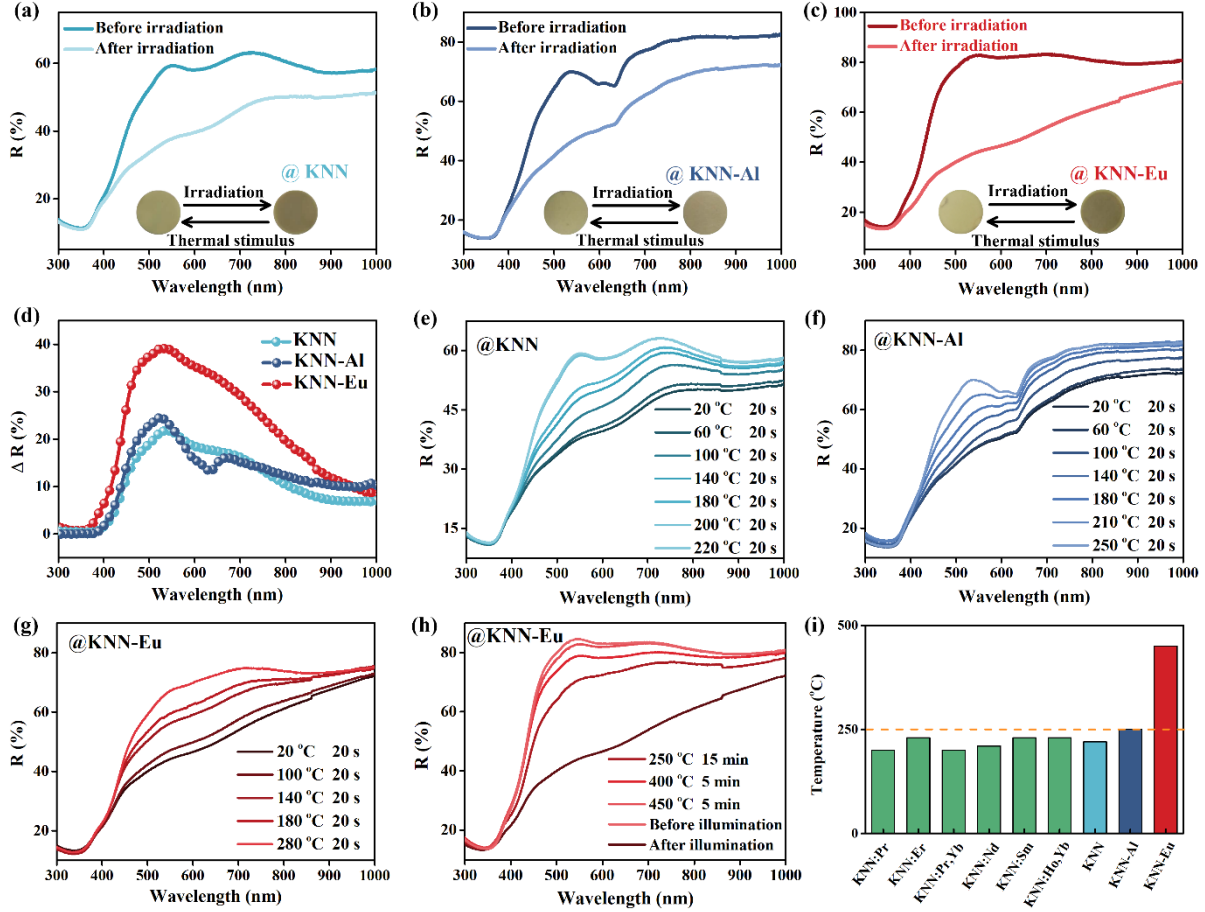 (a)
Before irradiation
After irradiation
@ KNN
Irradiation
Thermal stimulus
R (%)
60
40
20
300 400 500 600 700 800 900 1000
Wavelength (nm)
(b)
Before irradiation
After irradiation
@ KNN-Al
Irradiation
Thermal stimulus
R (%)
80
60
40
20
300 400 500 600 700 800 900 1000
Wavelength (nm)
(c)
Before irradiation
After irradiation
@ KNN-Eu
Irradiation
Thermal stimulus
R (%)
100
80
60
40
20
300 400 500 600 700 800 900 1000
Wavelength (nm)
(d)
KNN
KNN-Al
KNN-Eu
Δ R (%)
40
30
20
10
0
300 400 500 600 700 800 900 1000
Wavelength (nm)
(e)
@KNN
20 °C 20 s
60 °C 20 s
100 °C 20 s
140 °C 20 s
180 °C 20 s
200 °C 20 s
220 °C 20 s
R (%)
60
45
30
15
300 400 500 600 700 800 900 1000
Wavelength (nm)
(f)
@KNN-Al
20 °C 20 s
60 °C 20 s
100 °C 20 s
140 °C 20 s
180 °C 20 s
210 °C 20 s
250 °C 20 s
R (%)
80
60
40
20
300 400 500 600 700 800 900 1000
Wavelength (nm)
(g)
@KNN-Eu
20 °C 20 s
100 °C 20 s
140 °C 20 s
180 °C 20 s
280 °C 20 s
R (%)
80
60
40
20
300 400 500 600 700 800 900 1000
Wavelength (nm)
(h)
@KNN-Eu
250 °C 15 min
400 °C 5 min
450 °C 5 min
Before illumination
After illumination
R (%)
80
60
40
20
300 400 500 600 700 800 900 1000
Wavelength (nm)
(i)
Temperature (°C)
500
250
0
KNN:Pr
KNN:Er
KNN:Pr,Yb
KNN:Nd
KNN:Sm
KNN:Ho,Yb
KNN
KNN-Al
KNN-Eu